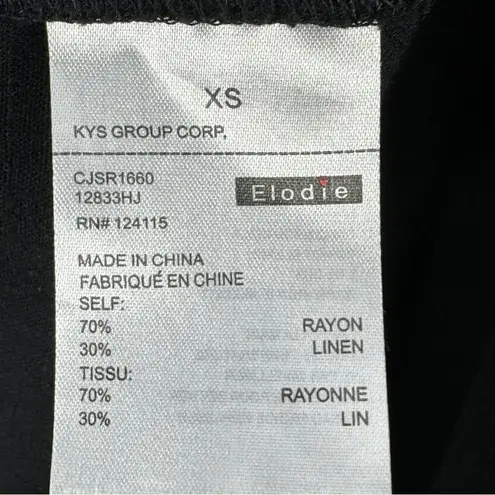 XS
KYS GROUP CORP.
CJSR1660
12833HJ
RN# 124115
Elodie
MADE IN CHINA
FABRIQUÉ EN CHINE
SELF:
70% RAYON
30% LINEN
TISSU:
70% RAYONNE
30% LIN